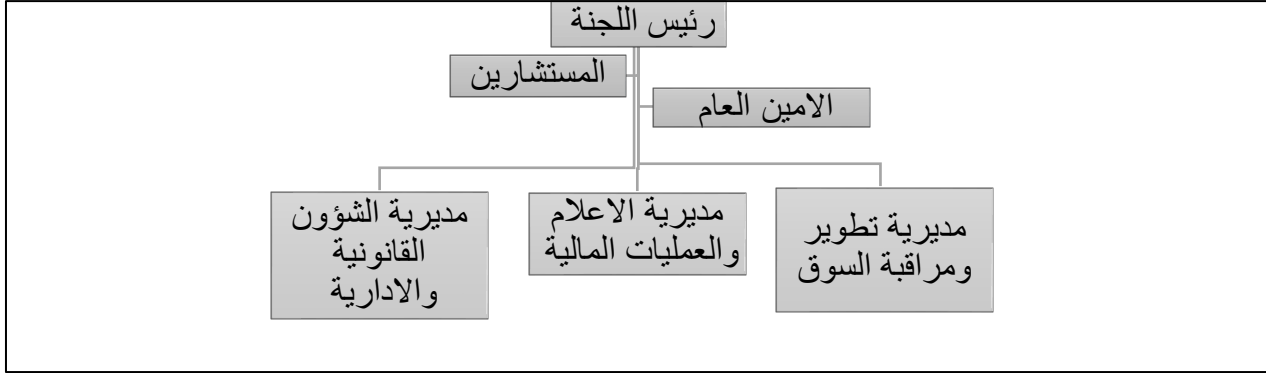 رئيس اللجنة
المستشارين
الامين العام
مديرية تطوير
ومراقبة السوق
مديرية الاعلام
والعمليات المالية
مديرية الشؤون
القانونية
والادارية